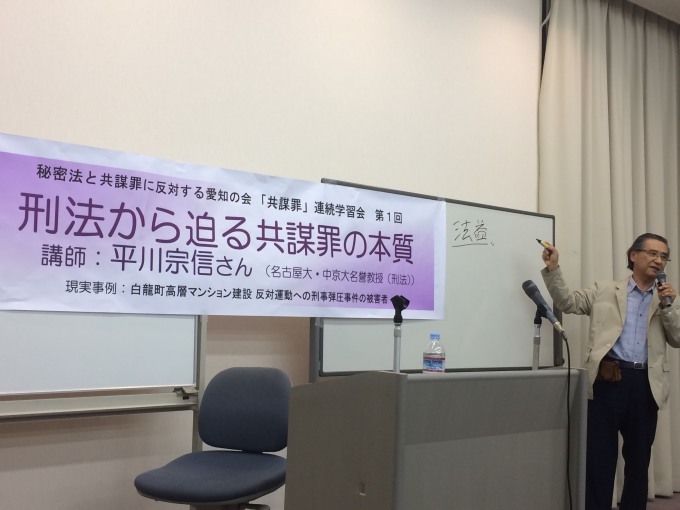 秘密法と共謀罪に反対する愛知の会「共謀罪」連続学習会　第1回
刑法から迫る共謀罪の本質
講師：平川宗信さん（名古屋大・中京大名誉教授（刑法））
現実事例：白龍町高層マンション建設 反対運動への刑事弾圧事件の被害者
法益、